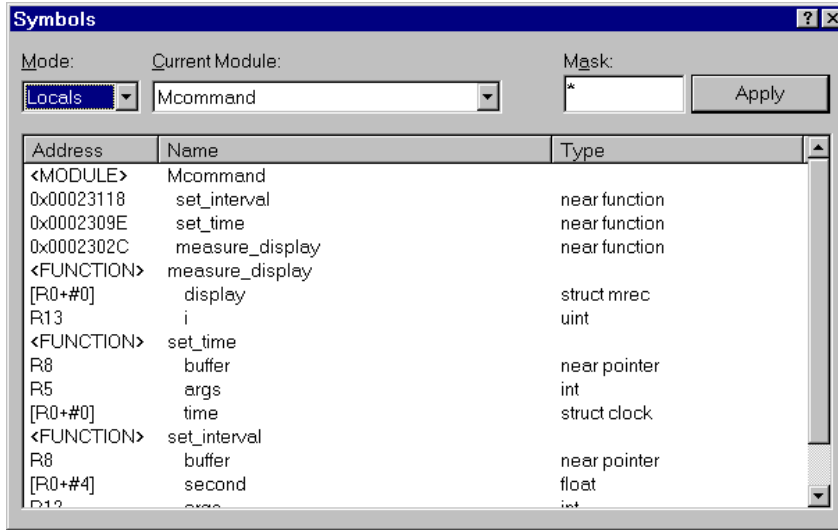 Symbols
Mode: Current Module: Mask:
Locals Mcommand * Apply
Address Name Type
<MODULE> Mcommand
0x00023118 set_interval near function
0x0002309E set_time near function
0x0002302C measure_display near function
<FUNCTION> measure_display
[R0+#0] display struct mrec
R13 i uint
<FUNCTION> set_time
R8 buffer near pointer
R5 args int
[R0+#0] time struct clock
<FUNCTION> set_interval
R8 buffer near pointer
[R0+#4] second float
args int